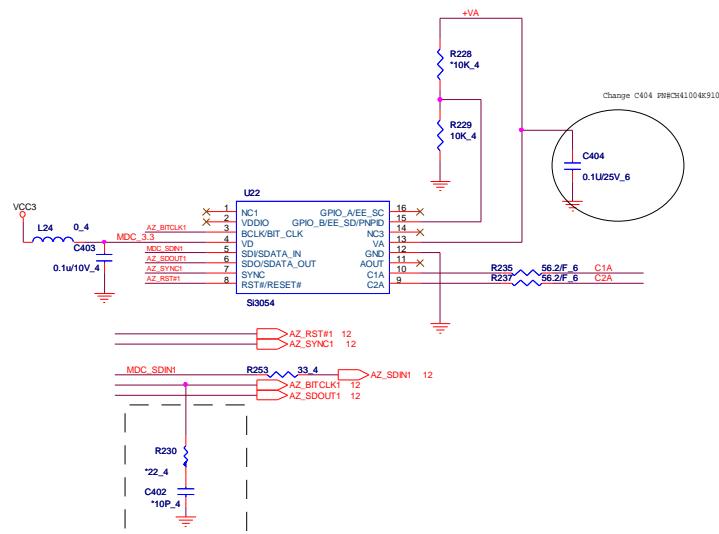 +VA
R228
*10K_4
Change C404 PN#CH41004K910
R229
10K_4
C404
0.1U/25V_6
U22
VCC3
L24 0_4
MDC_3.3
C403
0.1u/10V_4
AZ_BITCLK1
MDC_SDIN1
AZ_SDOUT1
AZ_SYNC1
AZ_RST#1
1 NC1 GPIO_A/EE_SC 16
2 VDDIO GPIO_B/EE_SD/PNPID 15
3 BCLK/BIT_CLK NC3 14
4 VD VA 13
5 SDI/SDATA_IN GND 12
6 SDO/SDATA_OUT AOUT 11
7 SYNC C1A 10
8 RST#/RESET# C2A 9
Si3054
R235 56.2/F_6 C1A
R237 56.2/F_6 C2A
AZ_RST#1 12
AZ_SYNC1 12
MDC_SDIN1 R253 33_4 AZ_SDIN1 12
AZ_BITCLK1 12
AZ_SDOUT1 12
R230
*22_4
C402
*10P_4